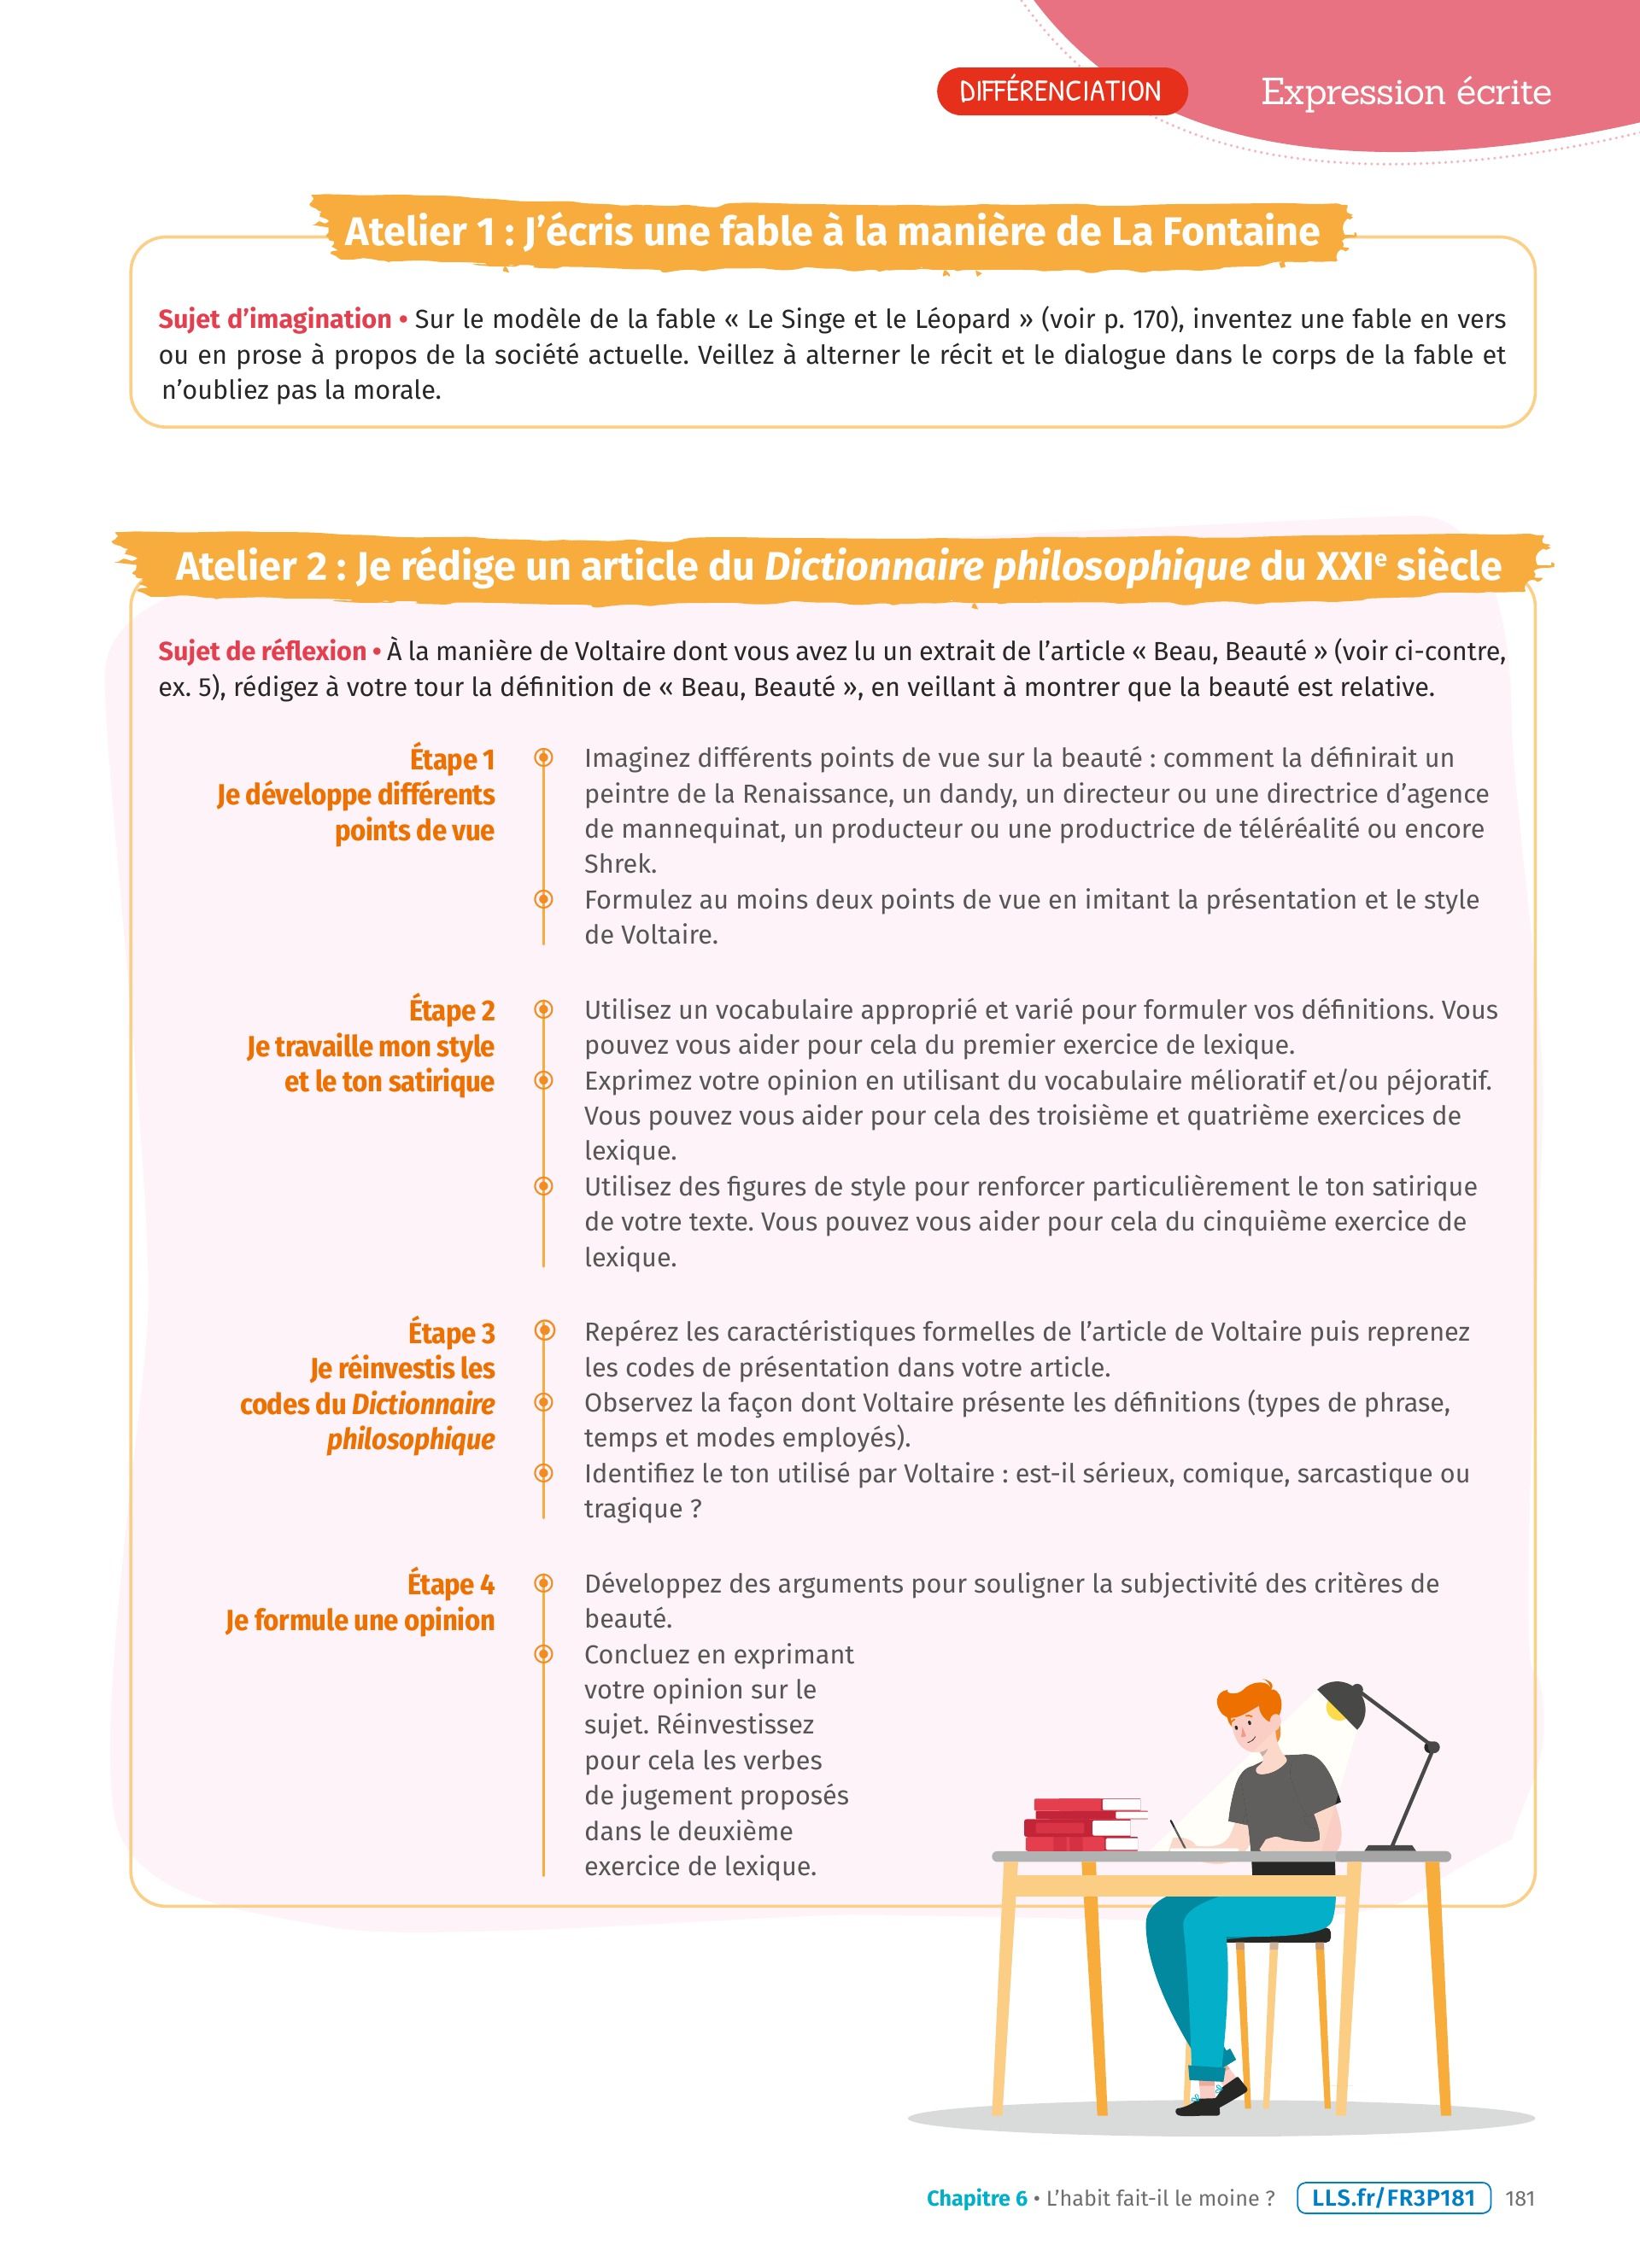 DIFFÉRENCIATION
Expression écrite
Atelier 1 : J'écris une fable à la manière de La Fontaine
Sujet d'imagination • Sur le modèle de la fable « Le Singe et le Léopard » (voir p. 170), inventez une fable en vers
ou en prose à propos de la société actuelle. Veillez à alterner le récit et le dialogue dans le corps de la fable et
n'oubliez pas la morale.
Atelier 2 : Je rédige un article du Dictionnaire philosophique du XXIe siècle
Sujet de réflexion • À la manière de Voltaire dont vous avez lu un extrait de l'article « Beau, Beauté » (voir ci-contre,
ex. 5), rédigez à votre tour la définition de « Beau, Beauté », en veillant à montrer que la beauté est relative.
Étape 1
Je développe différents
points de vue
Imaginez différents points de vue sur la beauté : comment la définirait un
peintre de la Renaissance, un dandy, un directeur ou une directrice d'agence
de mannequinat, un producteur ou une productrice de téléréalité ou encore
Shrek.
Formulez au moins deux points de vue en imitant la présentation et le style
de Voltaire.
Étape 2
Je travaille mon style
et le ton satirique
Utilisez un vocabulaire approprié et varié pour formuler vos définitions. Vous
pouvez vous aider pour cela du premier exercice de lexique.
Exprimez votre opinion en utilisant du vocabulaire mélioratif et/ou péjoratif.
Vous pouvez vous aider pour cela des troisième et quatrième exercices de
lexique.
Utilisez des figures de style pour renforcer particulièrement le ton satirique
de votre texte. Vous pouvez vous aider pour cela du cinquième exercice de
lexique.
Étape 3
Je réinvestis les
codes du Dictionnaire
philosophique
Repérez les caractéristiques formelles de l'article de Voltaire puis reprenez
les codes de présentation dans votre article.
Observez la façon dont Voltaire présente les définitions (types de phrase,
temps et modes employés).
Identifiez le ton utilisé par Voltaire : est-il sérieux, comique, sarcastique ou
tragique ?
Étape 4
Je formule une opinion
Développez des arguments pour souligner la subjectivité des critères de
beauté.
Concluez en exprimant
votre opinion sur le
sujet. Réinvestissez
pour cela les verbes
de jugement proposés
dans le deuxième
exercice de lexique.
Chapitre 6 • L'habit fait-il le moine ? LLS.fr/FR3P181 181